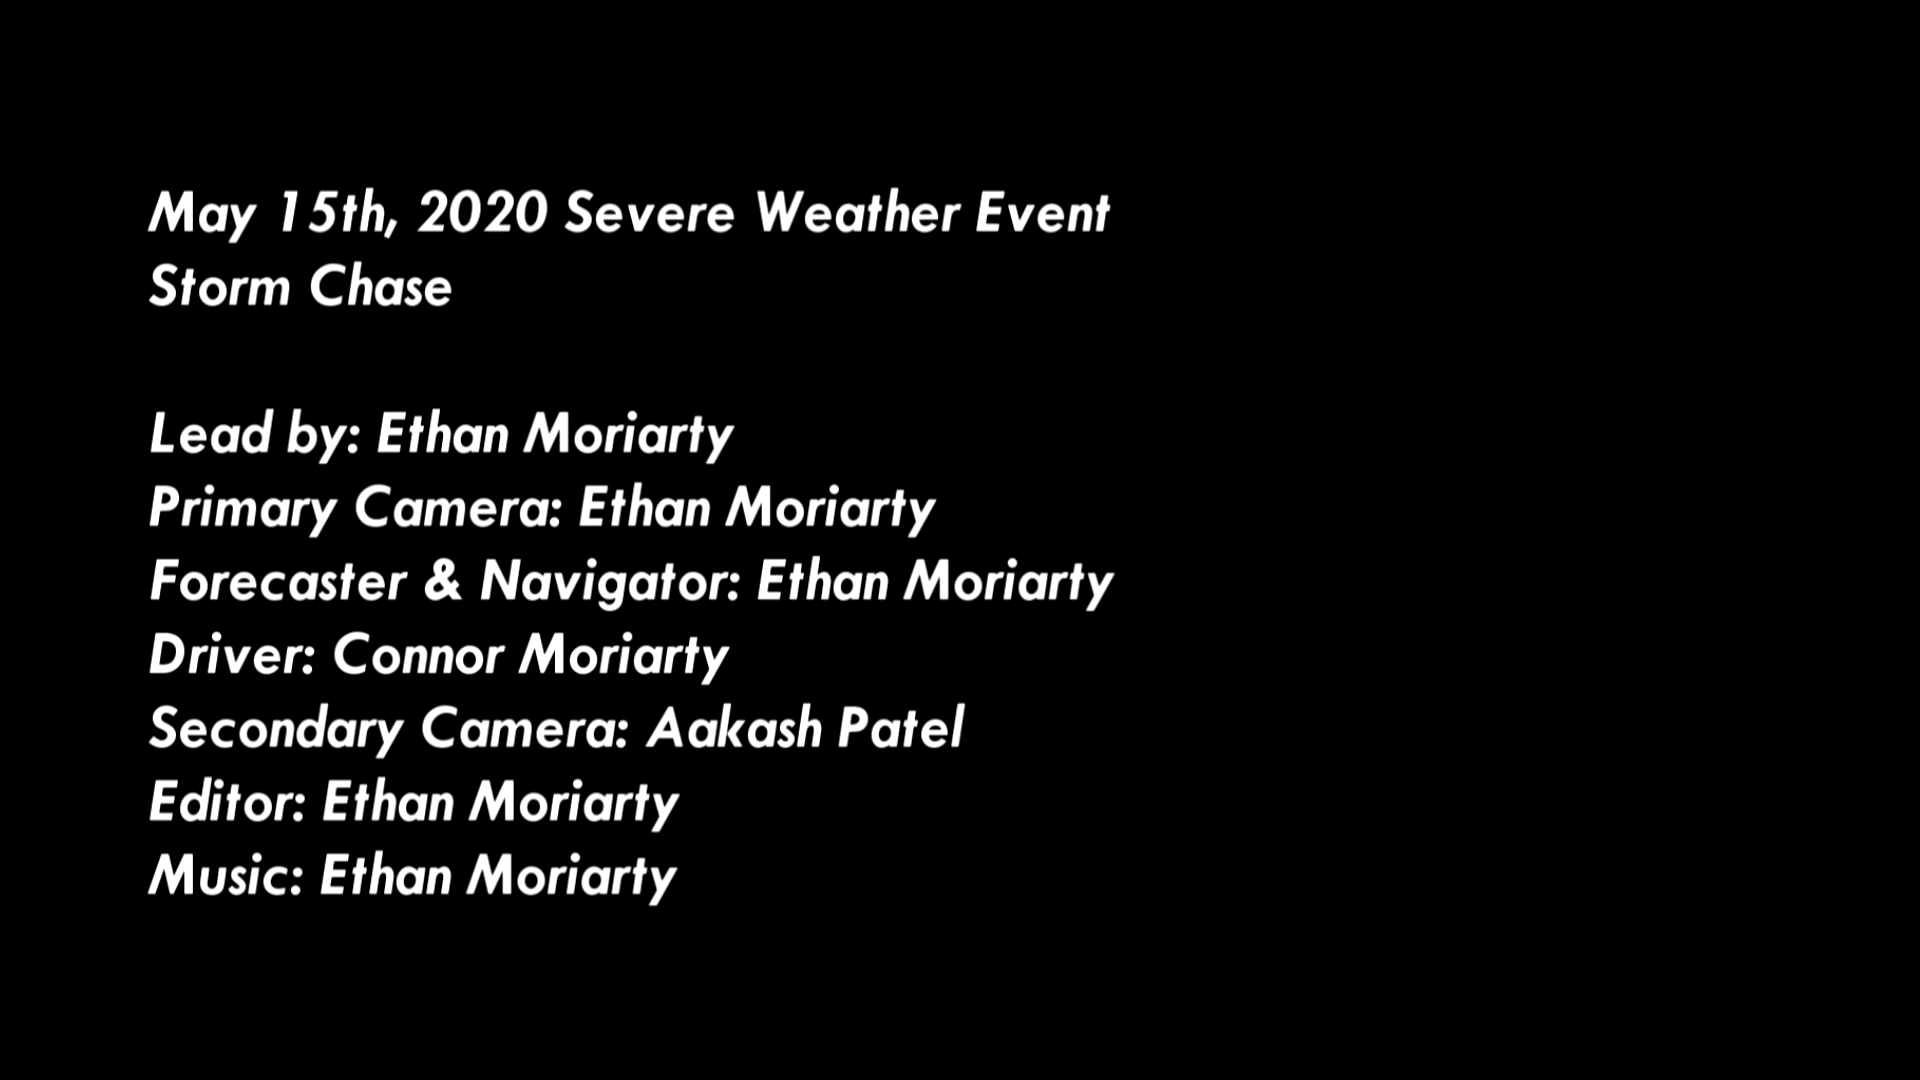 May 15th, 2020 Severe Weather Event
Storm Chase
Lead by: Ethan Moriarty
Primary Camera: Ethan Moriarty
Forecaster & Navigator: Ethan Moriarty
Driver: Connor Moriarty
Secondary Camera: Aakash Patel
Editor: Ethan Moriarty
Music: Ethan Moriarty